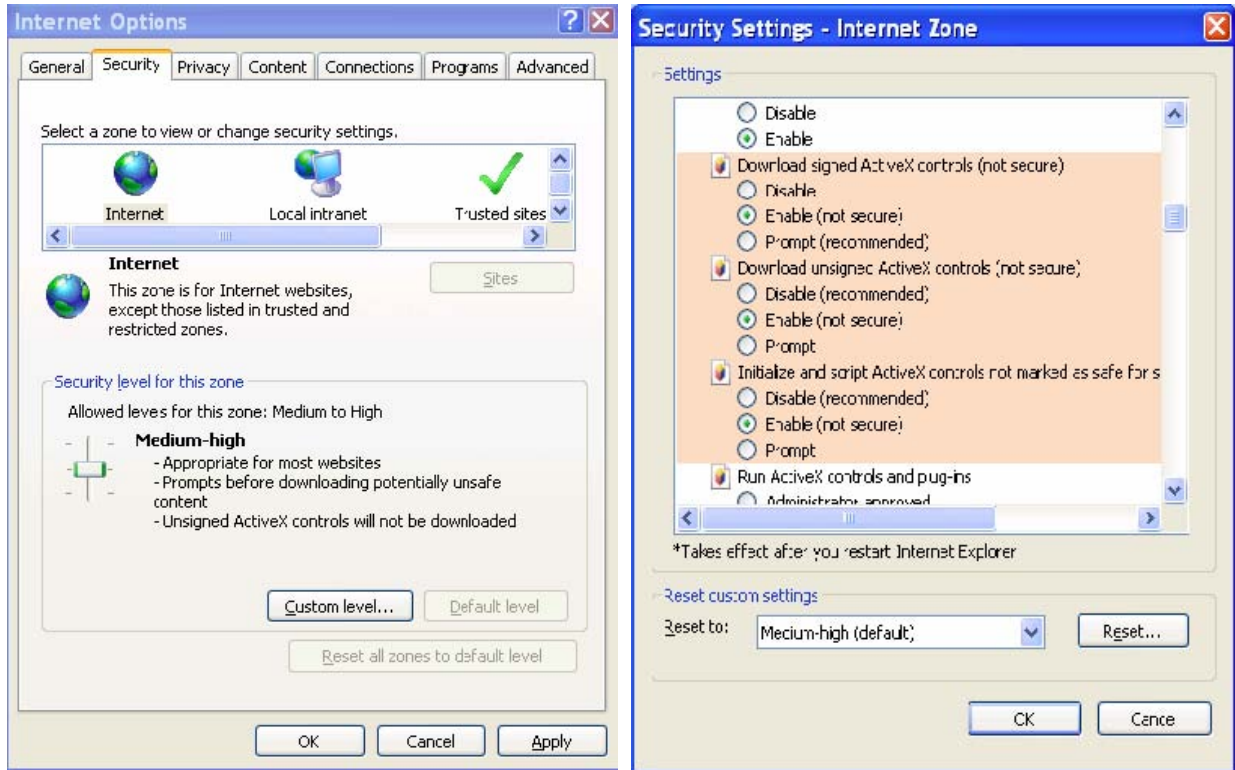 Internet Options
General Security Privacy Content Connections Programs Advanced
Select a zone to view or change security settings.
Internet Local intranet Trusted sites
Internet
Sites
This zone is for Internet websites,
except those listed in trusted and
restricted zones.
Security level for this zone
Allowed levels for this zone: Medium to High
Medium-high
- Appropriate for most websites
- Prompts before downloading potentially unsafe
content
- Unsigned ActiveX controls will not be downloaded
Custom level... Default level
Reset all zones to default level
OK Cancel Apply
Security Settings - Internet Zone
Settings
Disable
Enable
Download signed ActiveX controls (not secure)
Disable
Enable (not secure)
Prompt (recommended)
Download unsigned ActiveX controls (not secure)
Disable (recommended)
Enable (not secure)
Prompt
Initialize and script ActiveX controls not marked as safe for s
Disable (recommended)
Enable (not secure)
Prompt
Run ActiveX controls and plug-ins
Administrator approved
*Takes effect after you restart Internet Explorer
Reset custom settings
Reset to: Medium-high (default) Reset...
OK Cancel